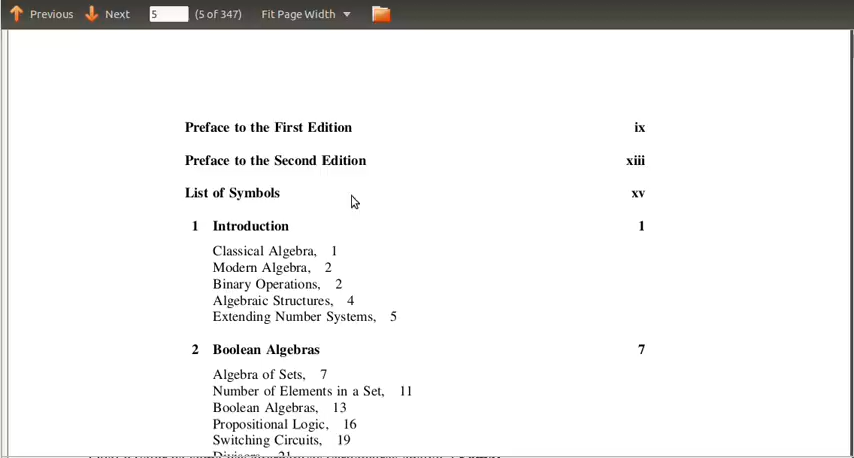 Previous Next 5 (5 of 347) Fit Page Width
Preface to the First Edition ix
Preface to the Second Edition xiii
List of Symbols xv
1 Introduction 1
Classical Algebra, 1
Modern Algebra, 2
Binary Operations, 2
Algebraic Structures, 4
Extending Number Systems, 5
2 Boolean Algebras 7
Algebra of Sets, 7
Number of Elements in a Set, 11
Boolean Algebras, 13
Propositional Logic, 16
Switching Circuits, 19